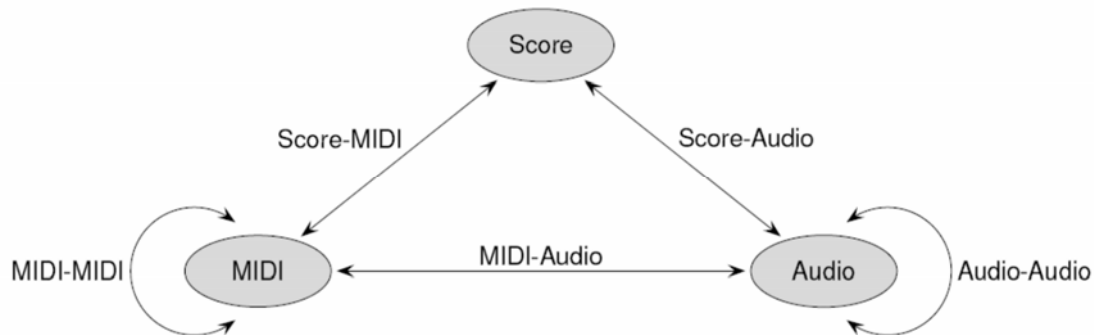 Score
Score-MIDI
Score-Audio
MIDI-Audio
MIDI-MIDI
MIDI
Audio
Audio-Audio